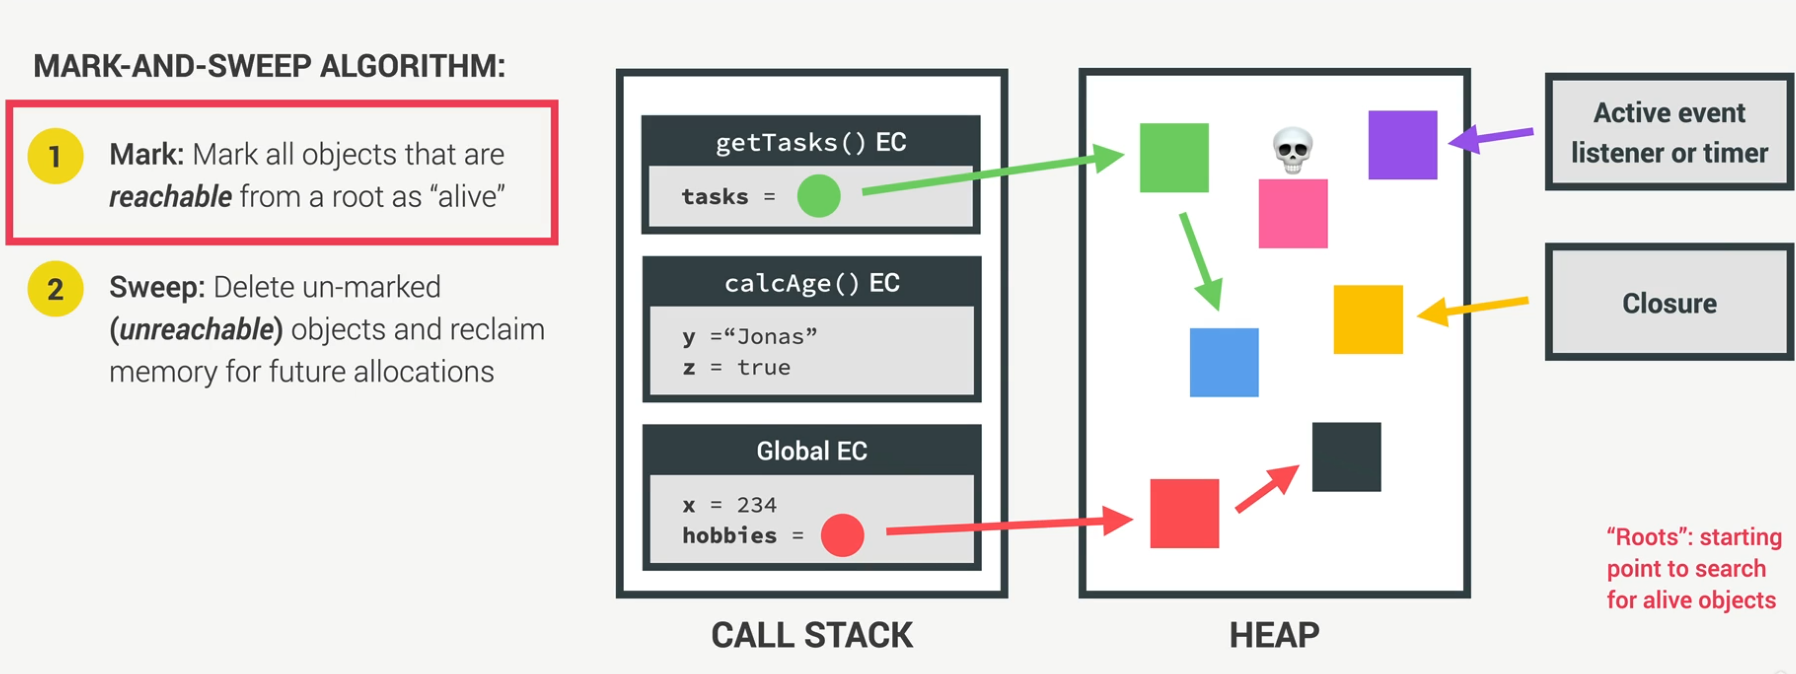 MARK-AND-SWEEP ALGORITHM:
1
Mark: Mark all objects that are
reachable from a root as “alive”
2
Sweep: Delete un-marked
(unreachable) objects and reclaim
memory for future allocations
getTasks() EC
tasks =
calcAge() EC
y =“Jonas”
z = true
Global EC
x = 234
hobbies =
CALL STACK
HEAP
Active event
listener or timer
Closure
“Roots”: starting
point to search
for alive objects